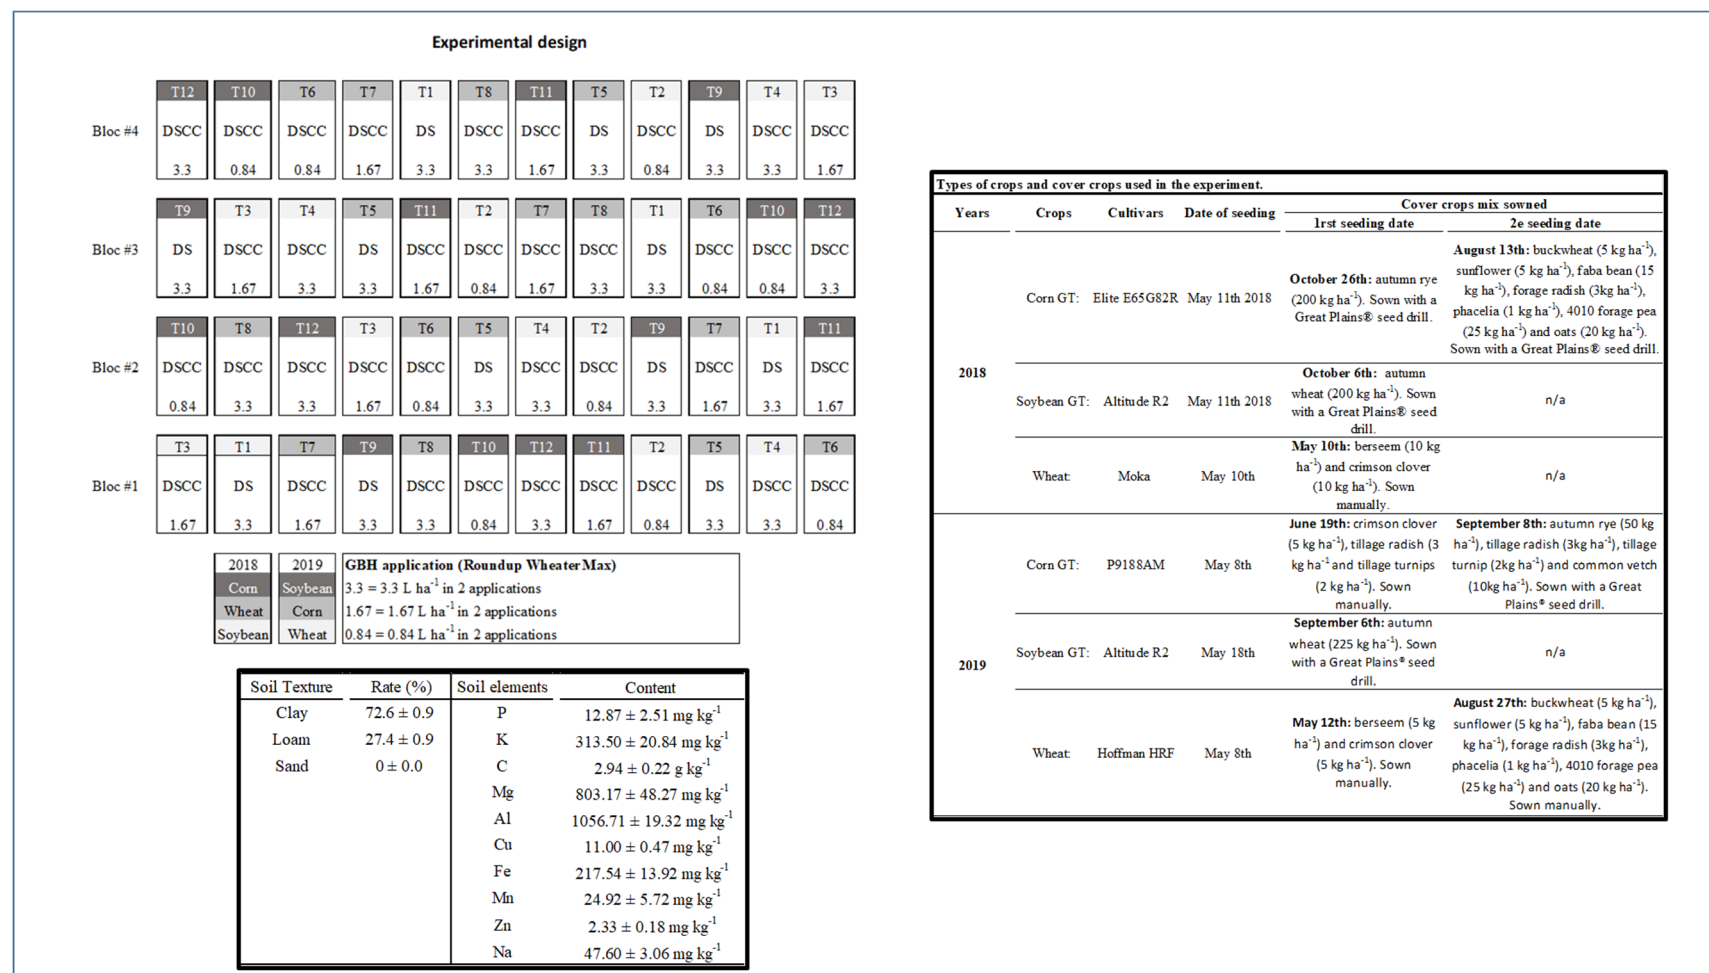 Experimental design
T12 T10 T6 T7 T1 T8 T11 T5 T2 T9 T4 T3
Bloc #4 DSCC DSCC DSCC DSCC DS DSCC DSCC DS DSCC DS DSCC DSCC
3.3 0.84 0.84 1.67 3.3 3.3 1.67 3.3 0.84 3.3 3.3 1.67
T9 T3 T4 T5 T11 T2 T7 T8 T1 T6 T10 T12
Bloc #3 DS DSCC DSCC DS DSCC DSCC DSCC DSCC DS DSCC DSCC DSCC
3.3 1.67 3.3 3.3 1.67 0.84 1.67 3.3 3.3 0.84 0.84 3.3
T10 T8 T12 T3 T6 T5 T4 T2 T9 T7 T1 T11
Bloc #2 DSCC DSCC DSCC DSCC DSCC DS DSCC DSCC DS DSCC DS DSCC
0.84 3.3 3.3 1.67 0.84 3.3 3.3 0.84 3.3 1.67 3.3 1.67
T3 T1 T7 T9 T8 T10 T12 T11 T2 T5 T4 T6
Bloc #1 DSCC DS DSCC DS DSCC DSCC DSCC DSCC DSCC DS DSCC DSCC
1.67 3.3 1.67 3.3 3.3 0.84 3.3 1.67 0.84 3.3 3.3 0.84
2018 2019 GBH application (Roundup WheaterMax)
Corn Soybean 3.3 = 3.3 L ha⁻¹ in 2 applications
Wheat Corn 1.67 = 1.67 L ha⁻¹ in 2 applications
Soybean Wheat 0.84 = 0.84 L ha⁻¹ in 2 applications
Soil Texture Rate (%) Soil elements Content
Clay 72.6 ± 0.9 P 12.87 ± 2.51 mg kg⁻¹
Loam 27.4 ± 0.9 K 313.50 ± 20.84 mg kg⁻¹
Sand 0 ± 0.0 C 2.94 ± 0.22 g kg⁻¹
Mg 803.17 ± 48.27 mg kg⁻¹
Al 1056.71 ± 19.32 mg kg⁻¹
Cu 11.00 ± 0.47 mg kg⁻¹
Fe 217.54 ± 13.92 mg kg⁻¹
Mn 24.92 ± 5.72 mg kg⁻¹
Zn 2.33 ± 0.18 mg kg⁻¹
Na 47.60 ± 3.06 mg kg⁻¹
Types of crops and cover crops used in the experiment.
Years Crops Cultivars Date of seeding Cover crops mix sowned
1rst seeding date 2e seeding date
2018
Corn GT: Elite E65G82R May 11th 2018
October 26th: autumn rye
(200 kg ha⁻¹). Sown with a
Great Plains® seed drill.
August 13th: buckwheat (5 kg ha⁻¹),
sunflower (5 kg ha⁻¹), faba bean (15
kg ha⁻¹), forage radish (3kg ha⁻¹),
phacelia (1 kg ha⁻¹), 4010 forage pea
(25 kg ha⁻¹) and oats (20 kg ha⁻¹).
Sown with a Great Plains® seed drill.
Soybean GT: Altitude R2 May 11th 2018
October 6th: autumn
wheat (200 kg ha⁻¹). Sown
with a Great Plains® seed
drill.
n/a
Wheat: Moka May 10th
May 10th: berseem (10 kg
ha⁻¹) and crimson clover
(10 kg ha⁻¹). Sown
manually.
n/a
2019
Corn GT: P9188AM May 8th
June 19th: crimson clover
(5 kg ha⁻¹), tillage radish (3
kg ha⁻¹ and tillage turnips
(2 kg ha⁻¹). Sown
manually.
September 8th: autumn rye (50 kg
ha⁻¹), tillage radish (3kg ha⁻¹), tillage
turnip (2kg ha⁻¹) and common vetch
(10kg ha⁻¹). Sown with a Great
Plains® seed drill.
Soybean GT: Altitude R2 May 18th
September 6th: autumn
wheat (225 kg ha⁻¹). Sown
with a Great Plains® seed
drill.
n/a
Wheat: Hoffman HRF May 8th
May 12th: berseem (5 kg
ha⁻¹) and crimson clover
(5 kg ha⁻¹). Sown
manually.
August 27th: buckwheat (5 kg ha⁻¹),
sunflower (5 kg ha⁻¹), faba bean (15
kg ha⁻¹), forage radish (3kg ha⁻¹),
phacelia (1 kg ha⁻¹), 4010 forage pea
(25 kg ha⁻¹) and oats (20 kg ha⁻¹).
Sown manually.